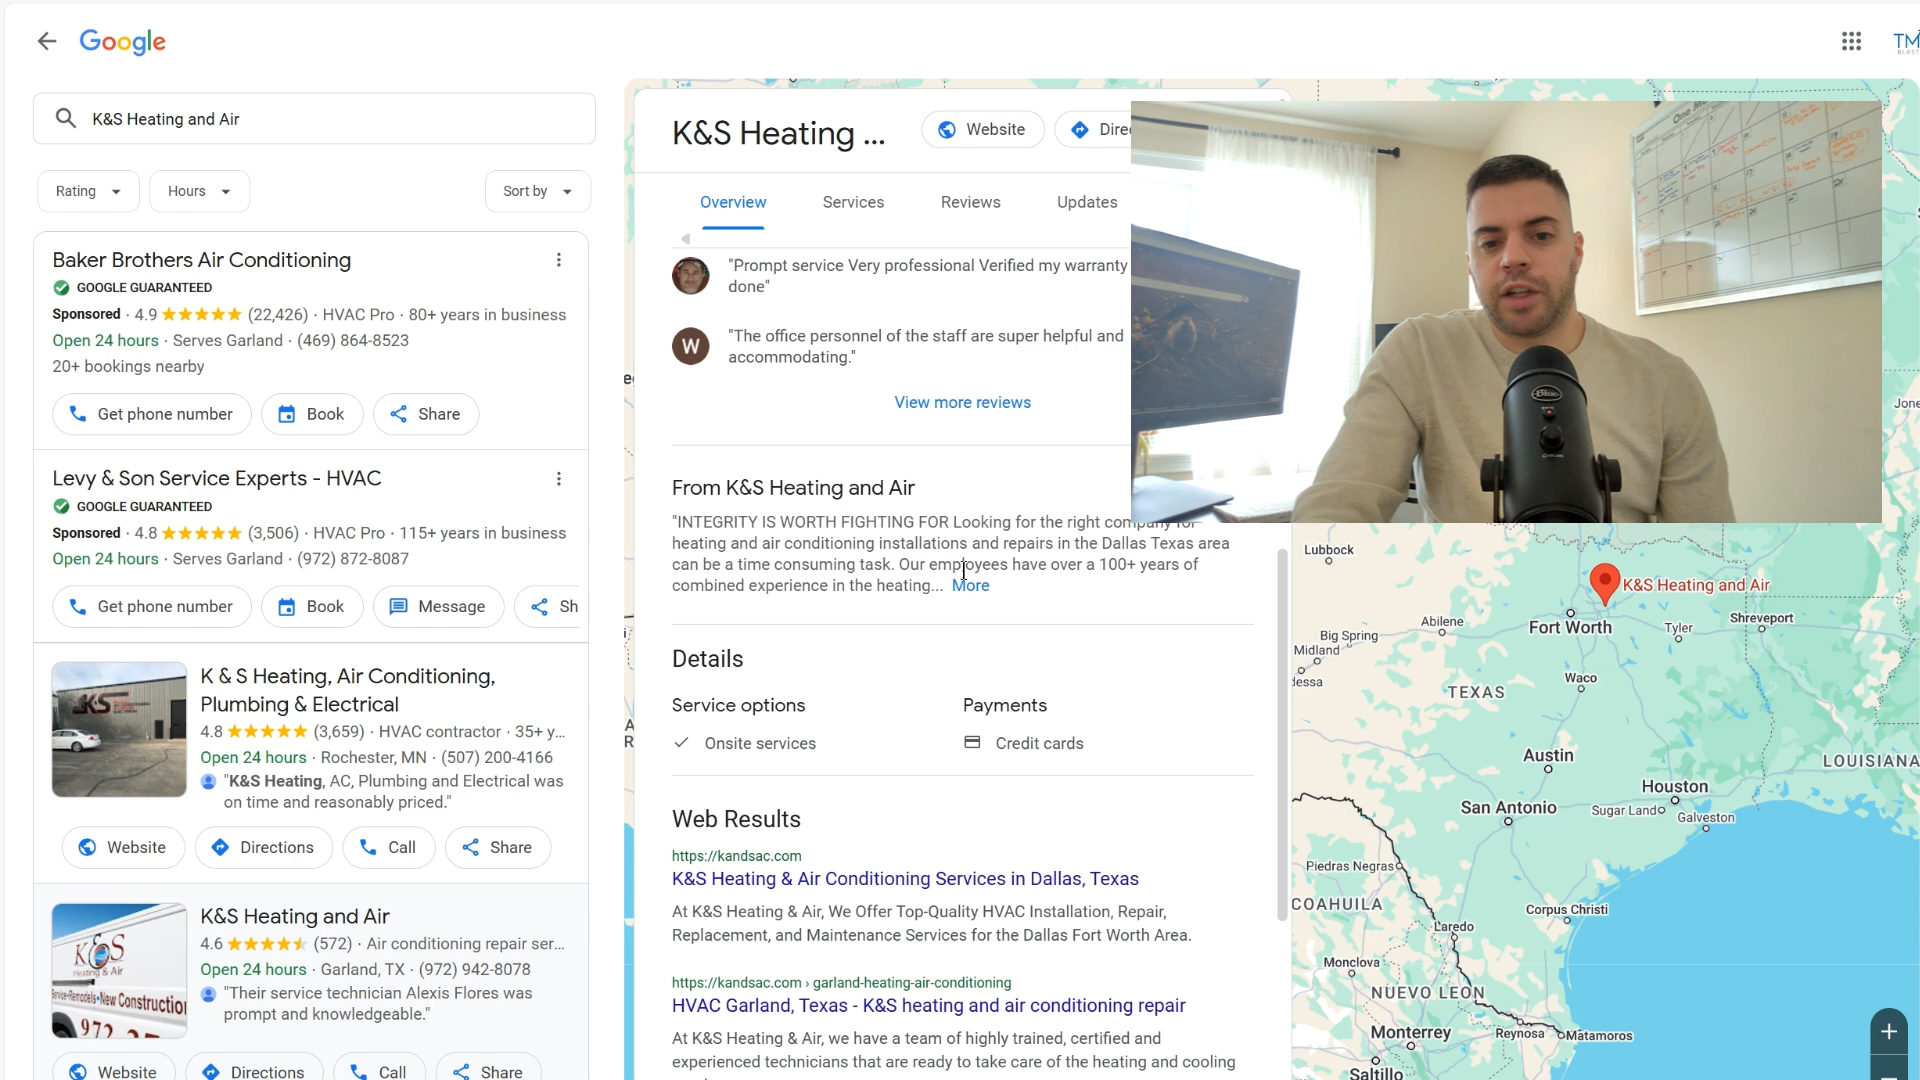 Google
TM
BLAST
K&S Heating and Air
Rating
Hours
Sort by
Baker Brothers Air Conditioning
GOOGLE GUARANTEED
Sponsored · 4.9 (22,426) · HVAC Pro · 80+ years in business
Open 24 hours · Serves Garland · (469) 864-8523
20+ bookings nearby
Get phone number
Book
Share
Levy & Son Service Experts - HVAC
GOOGLE GUARANTEED
Sponsored · 4.8 (3,506) · HVAC Pro · 115+ years in business
Open 24 hours · Serves Garland · (972) 872-8087
Get phone number
Book
Message
Sh
K & S Heating, Air Conditioning,
Plumbing & Electrical
4.8 (3,659) · HVAC contractor · 35+ y...
Open 24 hours · Rochester, MN · (507) 200-4166
"K&S Heating, AC, Plumbing and Electrical was
on time and reasonably priced."
Website
Directions
Call
Share
K&S Heating and Air
4.6 (572) · Air conditioning repair ser...
Open 24 hours · Garland, TX · (972) 942-8078
"Their service technician Alexis Flores was
prompt and knowledgeable."
K&S
Heating & Air
Service-Remodels-New Construction
Website
Directions
Call
Share
K&S Heating ...
Website
Dire
Overview
Services
Reviews
Updates
"Prompt service Very professional Verified my warranty
done"
W
"The office personnel of the staff are super helpful and
accommodating."
View more reviews
From K&S Heating and Air
"INTEGRITY IS WORTH FIGHTING FOR Looking for the right company for
heating and air conditioning installations and repairs in the Dallas Texas area
can be a time consuming task. Our employees have over a 100+ years of
combined experience in the heating... More
Details
Service options
Payments
Onsite services
Credit cards
Web Results
https://kandsac.com
K&S Heating & Air Conditioning Services in Dallas, Texas
At K&S Heating & Air, We Offer Top-Quality HVAC Installation, Repair,
Replacement, and Maintenance Services for the Dallas Fort Worth Area.
https://kandsac.com › garland-heating-air-conditioning
HVAC Garland, Texas - K&S heating and air conditioning repair
At K&S Heating & Air, we have a team of highly trained, certified and
experienced technicians that are ready to take care of the heating and cooling
Blue
Jone
Lubbock
K&S Heating and Air
Fort Worth
Abilene
Tyler
Shreveport
Big Spring
Midland
dessa
Waco
TEXAS
Austin
LOUISIANA
Houston
San Antonio
Sugar Land
Galveston
Piedras Negras
COAHUILA
Corpus Christi
Laredo
Monclova
NUEVO LEON
Monterrey
Reynosa
Matamoros
Saltillo